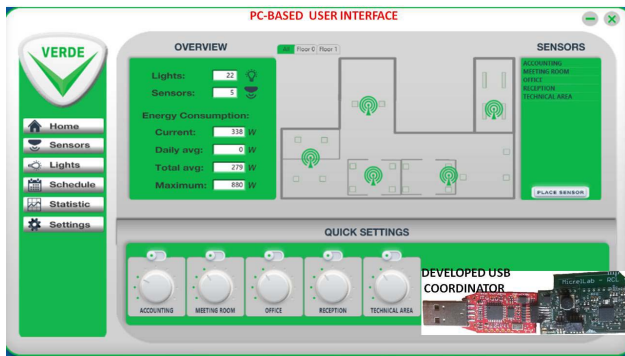 PC-BASED USER INTERFACE
VERDE
Home
Sensors
Lights
Schedule
Statistic
Settings
OVERVIEW
Lights: 22
Sensors: 5
Energy Consumption:
Current: 338 W
Daily avg: 0 W
Total avg: 279 W
Maximum: 880 W
All Floor 0 Floor 1
SENSORS
ACCOUNTING
MEETING ROOM
OFFICE
RECEPTION
TECHNICAL AREA
PLACE SENSOR
QUICK SETTINGS
ACCOUNTING
MEETING ROOM
OFFICE
RECEPTION
TECHNICAL AREA
DEVELOPED USB
COORDINATOR
MicrelLab - RCL